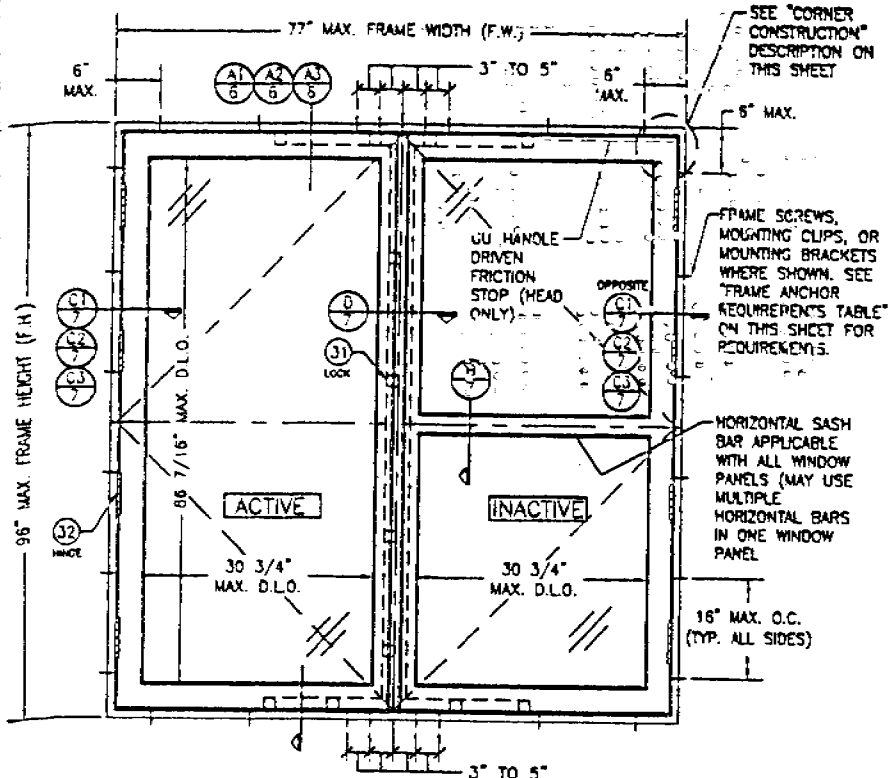 77" MAX. FRAME WIDTH (F.W.)
SEE "CORNER
CONSTRUCTION"
DESCRIPTION ON
THIS SHEET
6"
MAX.
A1
6
A2
6
A3
6
3" TO 5"
6"
MAX.
6" MAX.
FRAME SCREWS,
MOUNTING CLIPS, OR
MOUNTING BRACKETS
WHERE SHOWN. SEE
"FRAME ANCHOR
REQUIREMENTS TABLE"
ON THIS SHEET FOR
REQUIREMENTS.
GU HANDLE
DRIVEN
FRICTION
STOP (HEAD
ONLY)
OPPOSITE
C1
7
C2
7
C3
7
C1
7
C2
7
C3
7
D
7
31
LOCK
H
7
96" MAX. FRAME HEIGHT (F.H)
86 7/16" MAX. D.L.O.
HORIZONTAL SASH
BAR APPLICABLE
WITH ALL WINDOW
PANELS (MAY USE
MULTIPLE
HORIZONTAL BARS
IN ONE WINDOW
PANEL
32
HINGE
ACTIVE
INACTIVE
30 3/4"
MAX. D.L.O.
30 3/4"
MAX. D.L.O.
16" MAX. O.C.
(TYP. ALL SIDES)
3" TO 5"